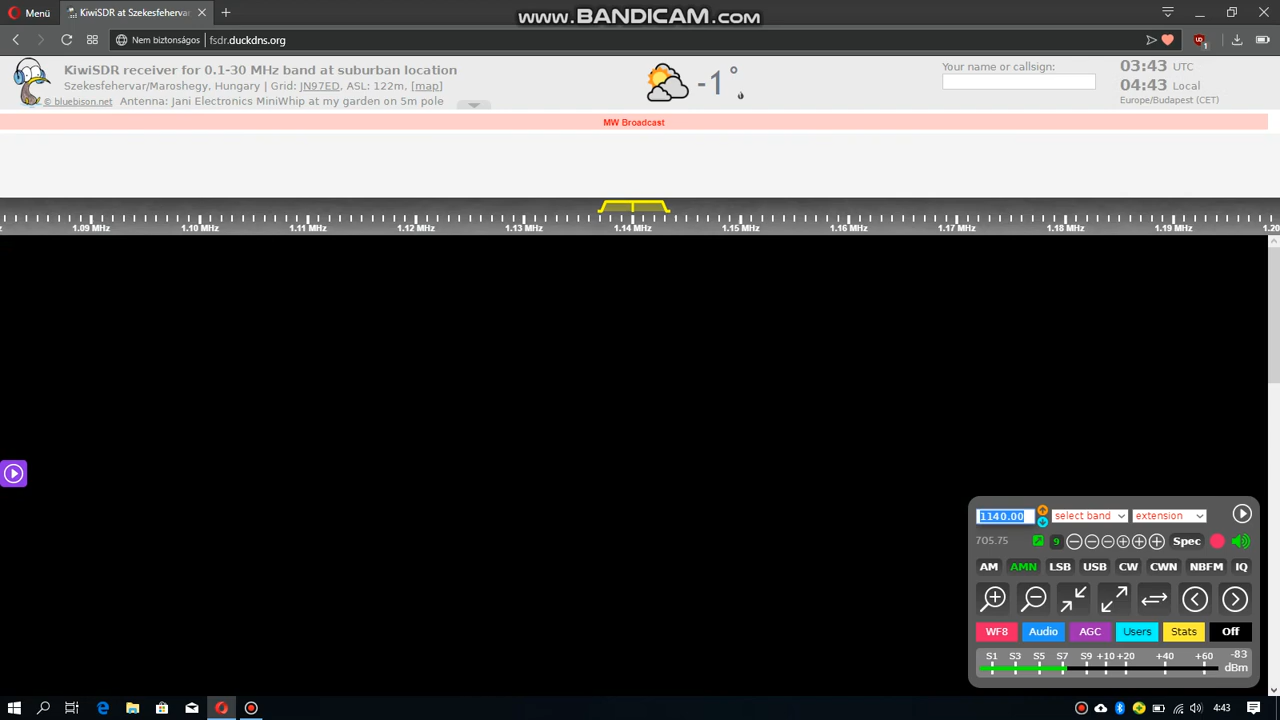 Menü
KiwiSDR at Szekesfehervar
www.BANDICAM.com
Nem biztonságos
fsdr.duckdns.org
UD
1
KiwiSDR receiver for 0.1-30 MHz band at suburban location
Szekesfehervar/Maroshegy, Hungary | Grid: JN97ED, ASL: 122m, [map]
© bluebison.net
Antenna: Jani Electronics MiniWhip at my garden on 5m pole
-1 °
Your name or callsign:
03:43 UTC
04:43 Local
Europe/Budapest (CET)
MW Broadcast
1.09 MHz 1.10 MHz 1.11 MHz 1.12 MHz 1.13 MHz 1.14 MHz 1.15 MHz 1.16 MHz 1.17 MHz 1.18 MHz 1.19 MHz 1.20
1140.00 select band extension
705.75 9 Spec
AM AMN LSB USB CW CWN NBFM IQ
WF8 Audio AGC Users Stats Off
S1 S3 S5 S7 S9 +10 +20 +40 +60 -83
dBm
4:43